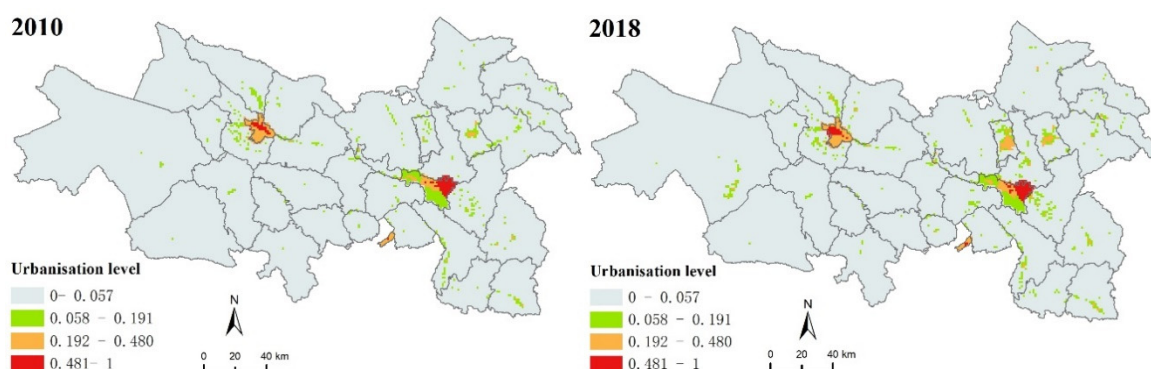 2010
Urbanisation level
0- 0.057
0.058 - 0.191
0.192 - 0.480
0.481- 1
N
0 20 40 km
2018
Urbanisation level
0 - 0.057
0.058 - 0.191
0.192 - 0.480
0.481 - 1
N
0 20 40 km